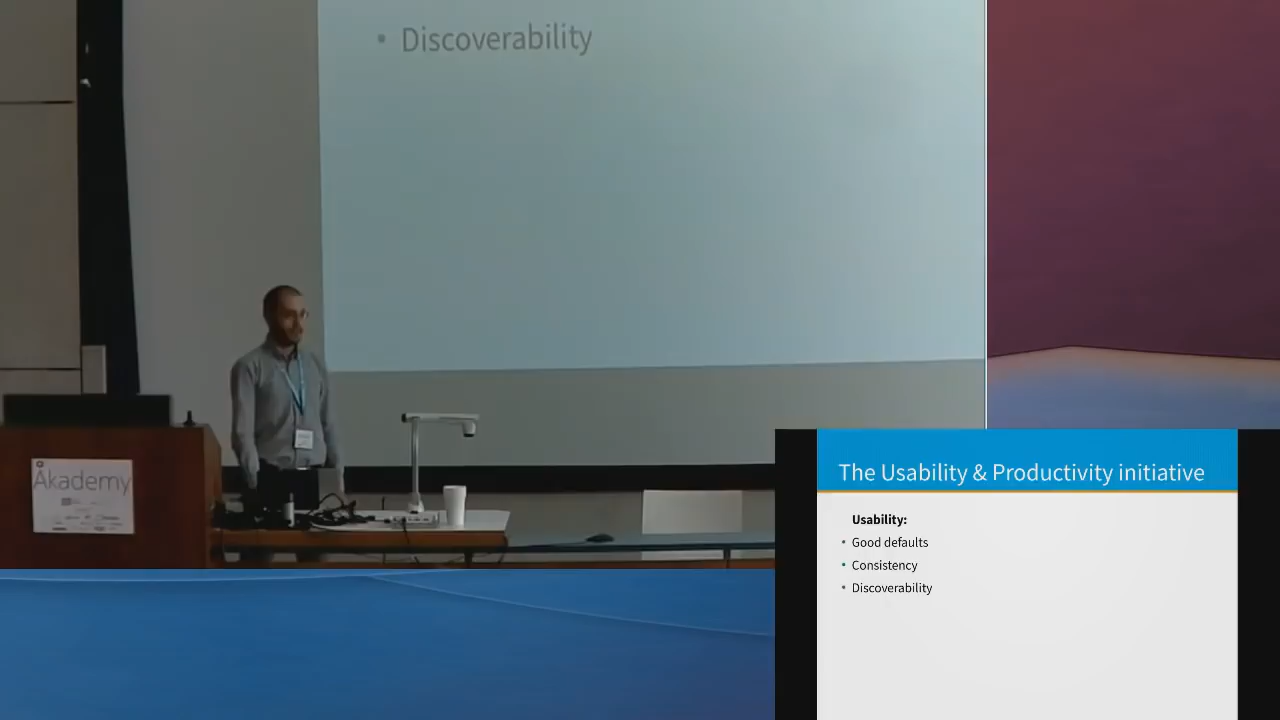 • Discoverability
Akademy
The Usability & Productivity initiative
Usability:
• Good defaults
• Consistency
• Discoverability